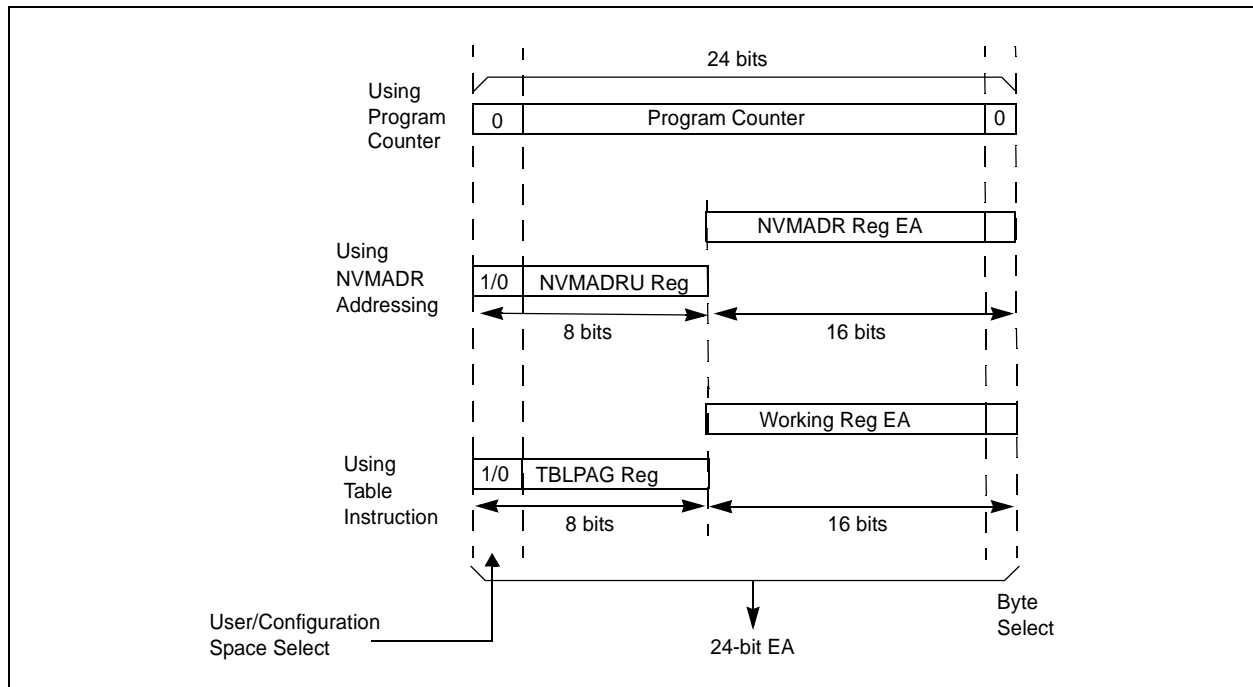 24 bits
Using
Program
Counter
0
Program Counter
0
NVMADR Reg EA
Using
NVMADR
Addressing
1/0
NVMADRU Reg
8 bits
16 bits
Working Reg EA
Using
Table
Instruction
1/0
TBLPAG Reg
8 bits
16 bits
User/Configuration
Space Select
24-bit EA
Byte
Select